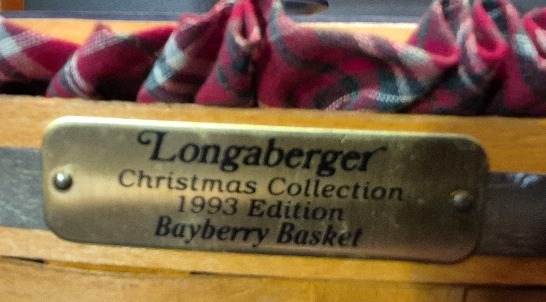 Longaberger
Christmas Collection
1993 Edition
Bayberry Basket